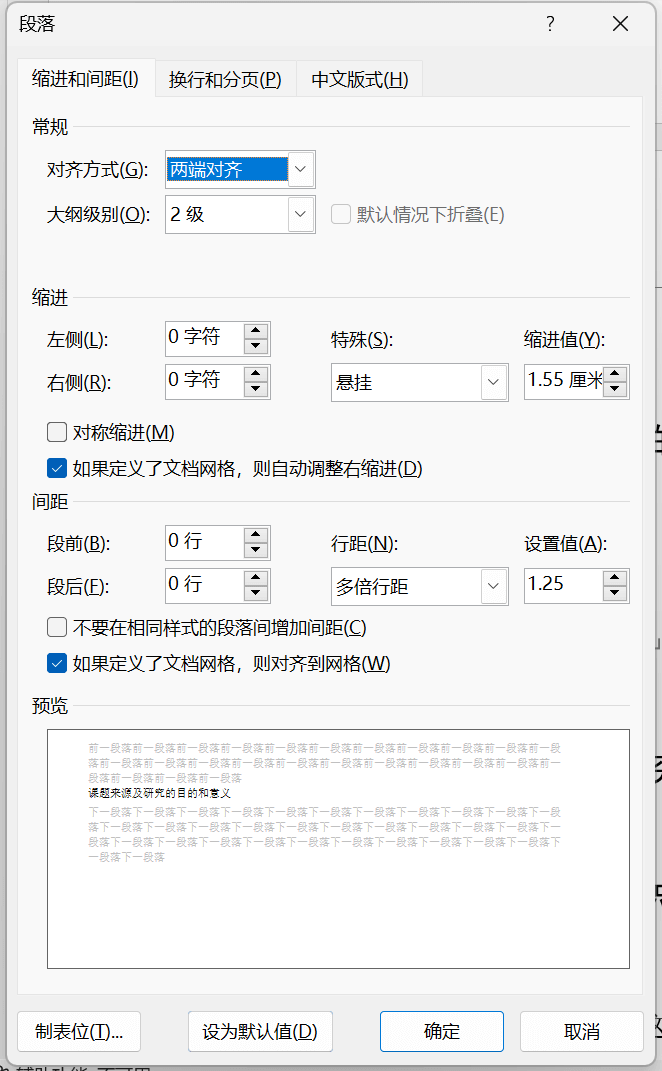 段落 ?
缩进和间距(I) 换行和分页(P) 中文版式(H)
常规
对齐方式(G): 两端对齐
大纲级别(O): 2 级 默认情况下折叠(E)
缩进
左侧(L): 0 字符 特殊(S): 缩进值(Y):
右侧(R): 0 字符 悬挂 1.55 厘米
对称缩进(M)
如果定义了文档网格，则自动调整右缩进(D)
间距
段前(B): 0 行 行距(N): 设置值(A):
段后(F): 0 行 多倍行距 1.25
不要在相同样式的段落间增加间距(C)
如果定义了文档网格，则对齐到网格(W)
预览
前一段落前一段落前一段落前一段落前一段落前一段落前一段落前一段落前一段落前一段落前一段
落前一段落前一段落前一段落前一段落前一段落前一段落前一段落前一段落前一段落前一段落前一
段落前一段落前一段落前一段落
课题来源及研究的目的和意义
下一段落下一段落下一段落下一段落下一段落下一段落下一段落下一段落下一段落下一段落下一段
落下一段落下一段落下一段落下一段落下一段落下一段落下一段落下一段落下一段落下一段落下一
段落下一段落下一段落下一段落下一段落下一段落下一段落下一段落下一段落下一段落下一段落下
一段落下一段落
制表位(T)... 设为默认值(D) 确定 取消